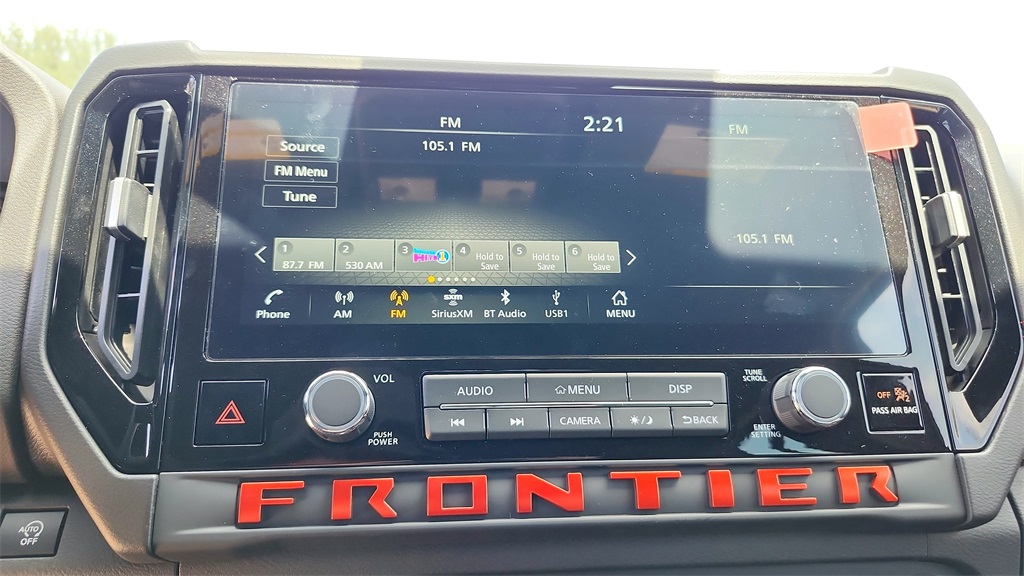 FM 2:21 FM
105.1 FM
Source
FM Menu
Tune
105.1 FM
1 2 3 4 5 6
87.7 FM 530 AM Hits 1 Hold to Save Hold to Save Hold to Save
Phone AM FM SiriusXM BT Audio USB1 MENU
sxm
VOL
PUSH POWER
AUDIO MENU DISP
CAMERA BACK
TUNE SCROLL
ENTER SETTING
OFF
PASS AIR BAG
FRONTIER
AUTO
OFF